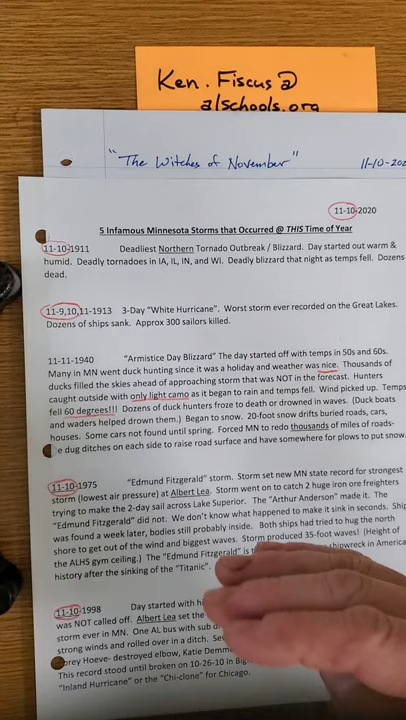 Ken.Fiscus@
alschools.org
"The Witches of November"
11-10-202
11-10-2020
5 Infamous Minnesota Storms that Occurred @ THIS Time of Year
11-10-1911 Deadliest Northern Tornado Outbreak / Blizzard. Day started out warm &
humid. Deadly tornadoes in IA, IL, IN, and WI. Deadly blizzard that night as temps fell. Dozens
dead.
11-9,10,11-1913 3-Day "White Hurricane". Worst storm ever recorded on the Great Lakes.
Dozens of ships sank. Approx 300 sailors killed.
11-11-1940 "Armistice Day Blizzard" The day started off with temps in 50s and 60s.
Many in MN went duck hunting since it was a holiday and weather was nice. Thousands of
ducks filled the skies ahead of approaching storm that was NOT in the forecast. Hunters
caught outside with only light camo as it began to rain and temps fell. Wind picked up. Temps
fell 60 degrees!!! Dozens of duck hunters froze to death or drowned in waves. (Duck boats
and waders helped drown them.) Began to snow. 20-foot snow drifts buried roads, cars,
houses. Some cars not found until spring. Forced MN to redo thousands of miles of roads-
e dug ditches on each side to raise road surface and have somewhere for plows to put snow.
11-10-1975 "Edmund Fitzgerald" storm. Storm set new MN state record for strongest
storm (lowest air pressure) at Albert Lea. Storm went on to catch 2 huge iron ore freighters
trying to make the 2-day sail across Lake Superior. The "Arthur Anderson" made it. The
"Edmund Fitzgerald" did not. We don't know what happened to make it sink in seconds. Ship
was found a week later, bodies still probably inside. Both ships had tried to hug the north
shore to get out of the wind and biggest waves. Storm produced 35-foot waves! (Height of
the ALHS gym ceiling.) The "Edmund Fitzgerald" is shipwreck in America
history after the sinking of the "Titanic".
11-10-1998 Day started with
was NOT called off. Albert Lea set the
storm ever in MN. One AL bus with sub
strong winds and rolled over in a ditch.
orey Hoeve- destroyed elbow, Katie
This record stood until broken on 10-26-10 in
"Inland Hurricane" or the "Chi-clone" for Chicago.